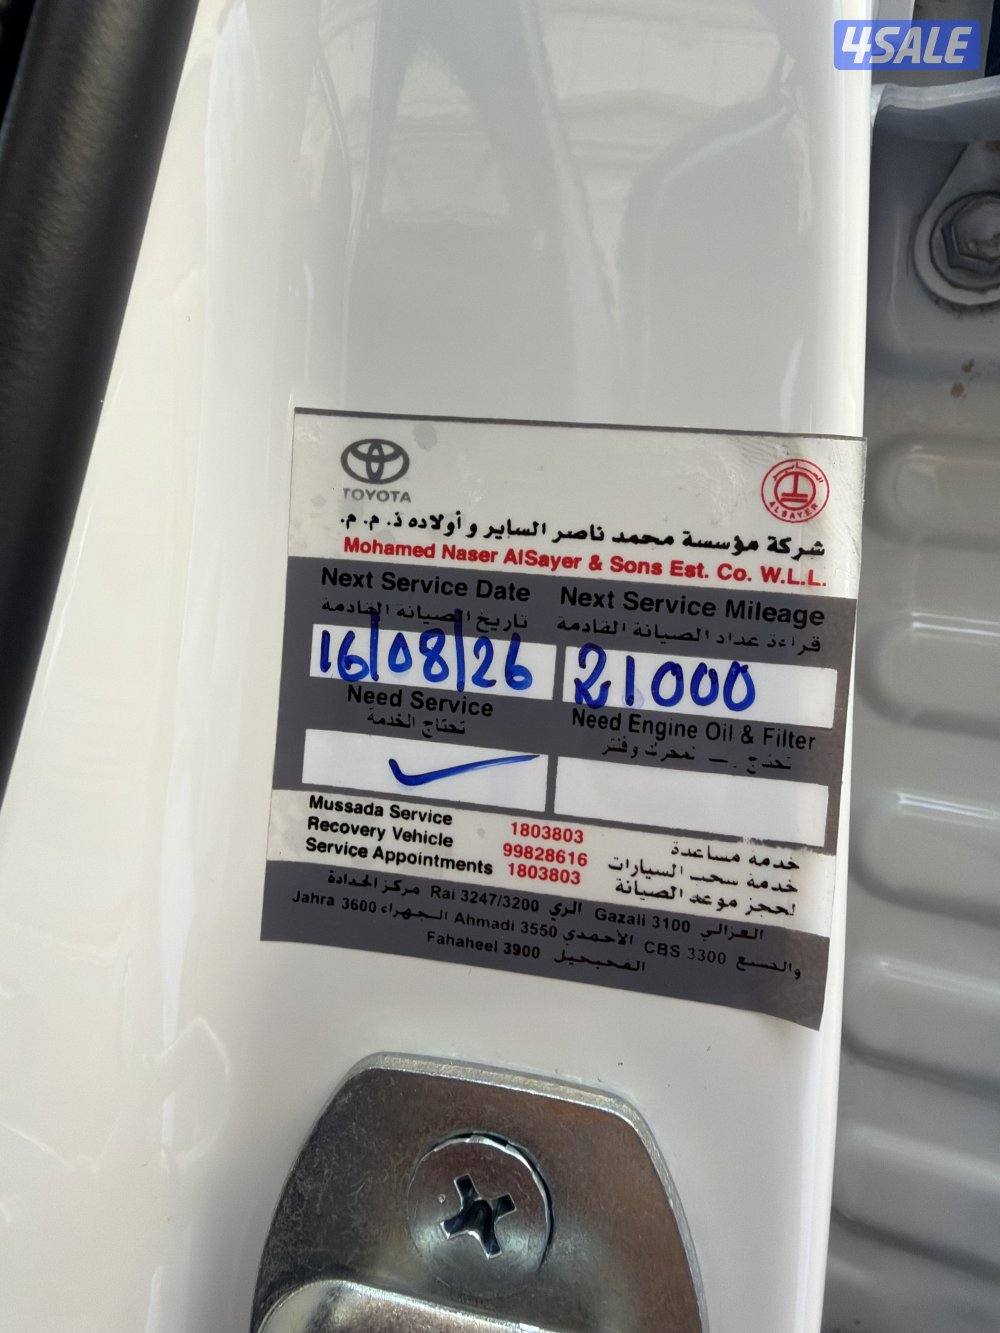 4SALE
TOYOTA
ALSAYER
شركة مؤسسة محمد ناصر الساير و أولاده ذ. م. م.
Mohamed Naser AlSayer & Sons Est. Co. W.L.L.
Next Service Date Next Service Mileage
تاريخ الصيانة القادمة قراءة عداد الصيانة القادمة
16/08/26 21000
Need Service Need Engine Oil & Filter
تحتاج الخدمة
✓
Mussada Service 1803803 خدمة مساعدة
Recovery Vehicle 99828616 خدمة سحب السيارات
Service Appointments 1803803 لحجز موعد الصيانة
Rai 3247/3200 الري Gazali 3100 الغزالي مركز الحدادة
Jahra 3600 الجهراء Ahmadi 3550 الأحمدي CBS 3300
Fahaheel 3900